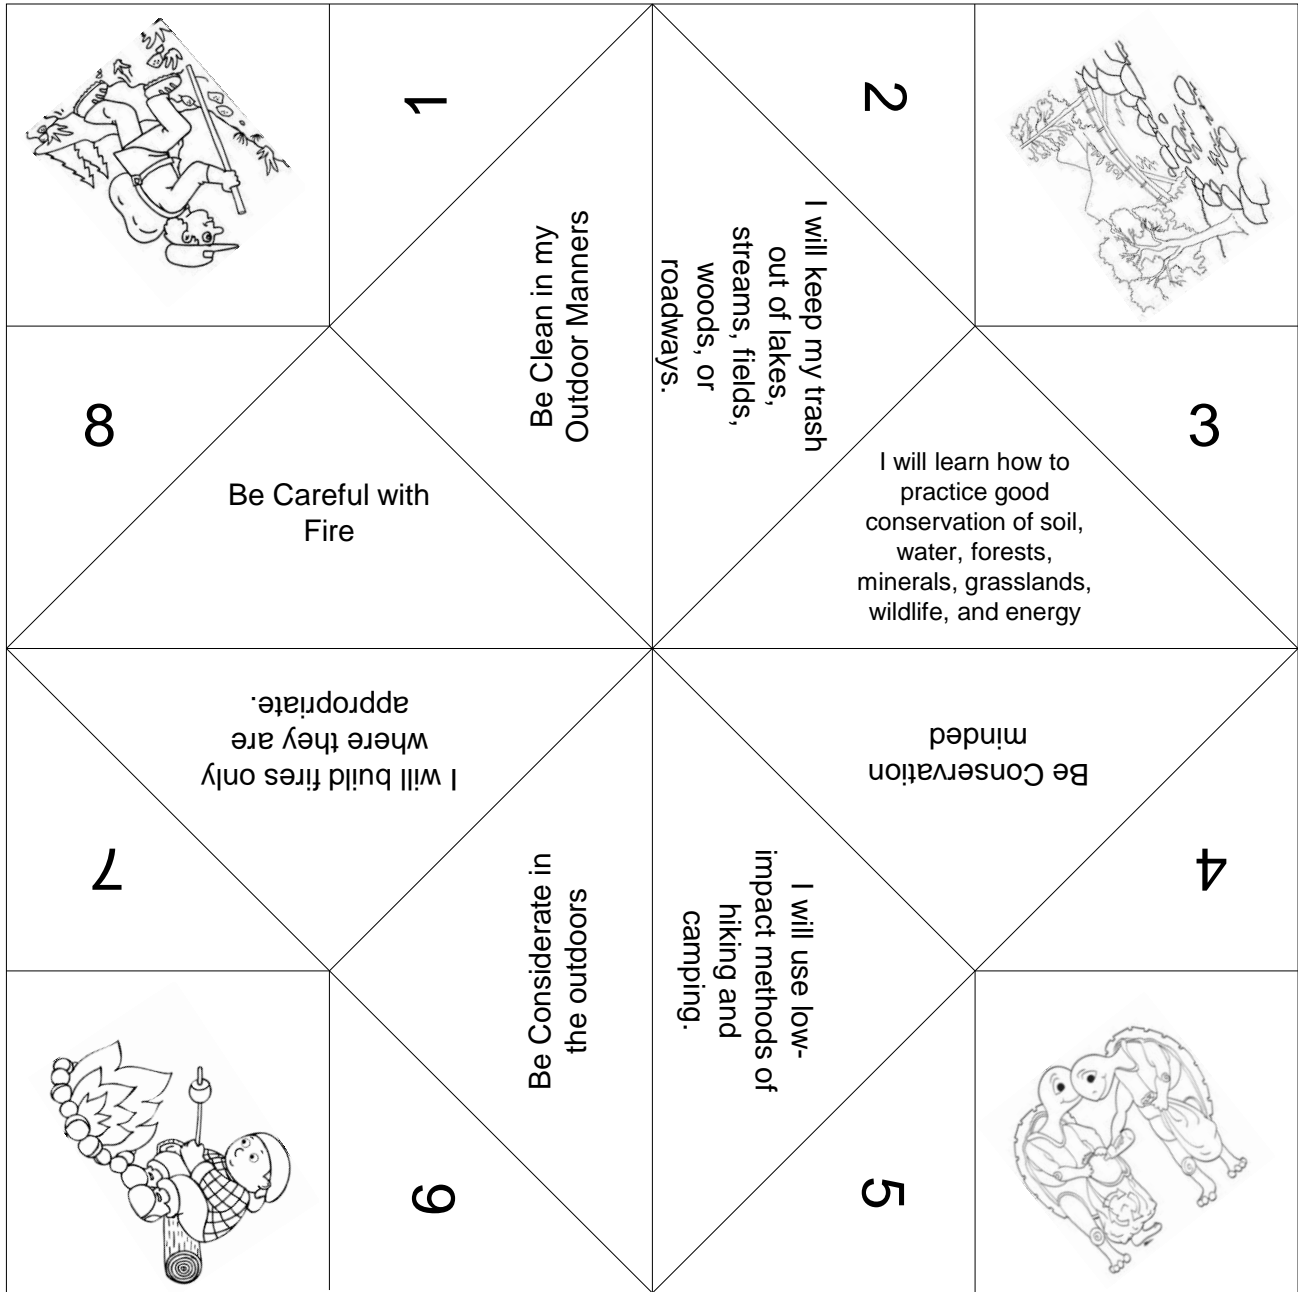 1
2
Be Clean in my
Outdoor Manners
I will keep my trash
out of lakes,
streams, fields,
woods, or
roadways.
8
3
Be Careful with
Fire
I will learn how to
practice good
conservation of soil,
water, forests,
minerals, grasslands,
wildlife, and energy
I will build fires only
where they are
appropriate.
Be Conservation
minded
7
4
Be Considerate in
the outdoors
I will use low-
impact methods of
hiking and
camping.
6
5